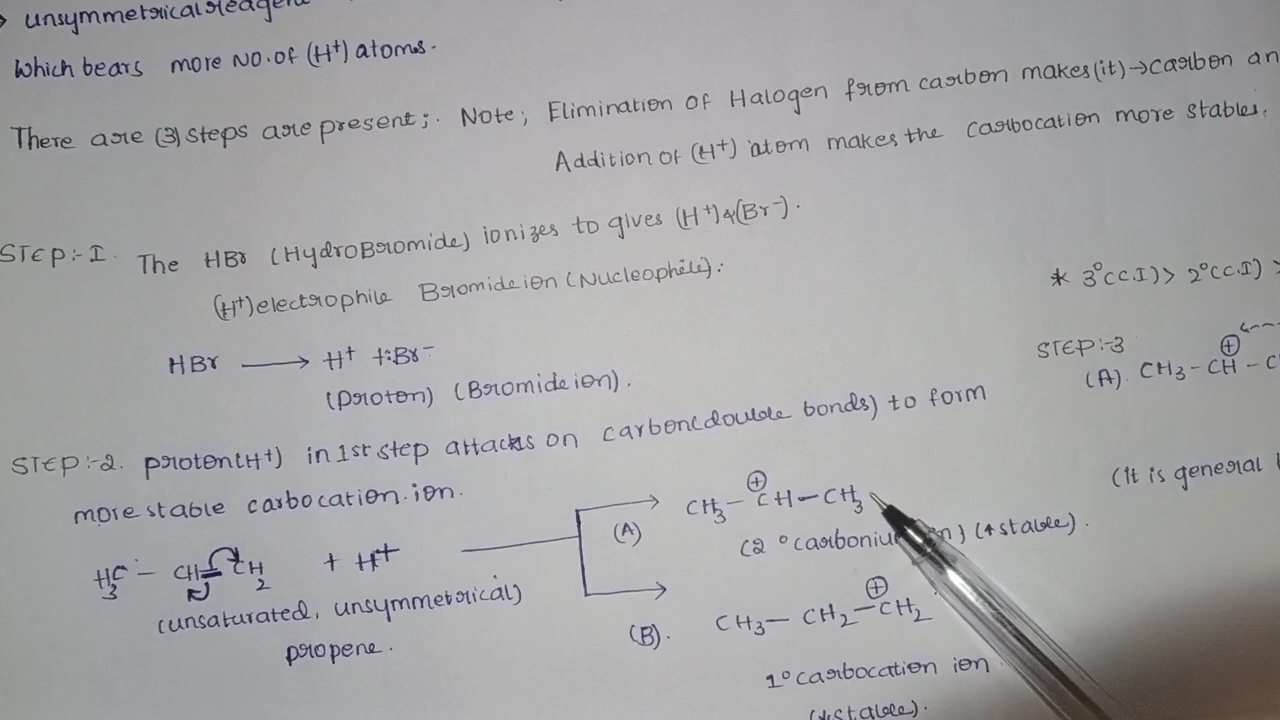 → unsymmetrical reagent
which bears more No. of (H⁺) atoms.
There are (3) steps are present;. Note; Elimination of Halogen from carbon makes (it) → carbon an
Addition of (H⁺) atom makes the carbocation more stables.
STEP:-I. The HBr (HydroBromide) ionizes to gives (H⁺) & (Br⁻).
(H⁺) electrophile Bromide ion (Nucleophile):
HBr ⟶ H⁺ + :Br⁻
(Proton) (Bromide ion).
STEP:-2. proton (H⁺) in 1st step attacks on carbon (double bonds) to form
more stable carbocation. ion.
H₃C - CH = CH₂ + H⁺
(unsaturated, unsymmetrical)
propene.
(A) CH₃ - C⁺H - CH₃
(2° carbonium ion) (↑ stable).
(B). CH₃ - CH₂ - C⁺H₂
1° carbocation ion
(↓ stable).
* 3° (C.I) > 2° (C.I) >
STEP:-3
(A). CH₃ - C⁺H - C
(It is general